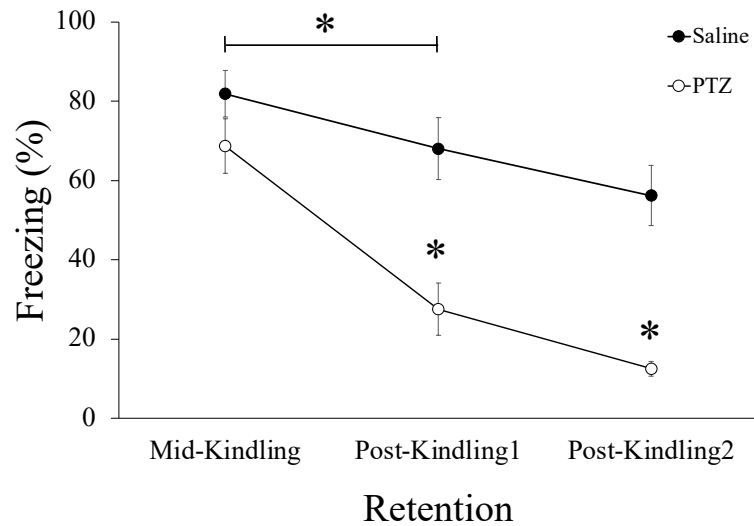 100
80
60
40
20
0
Freezing (%)
*
*
*
Saline
PTZ
Mid-Kindling Post-Kindling1 Post-Kindling2
Retention